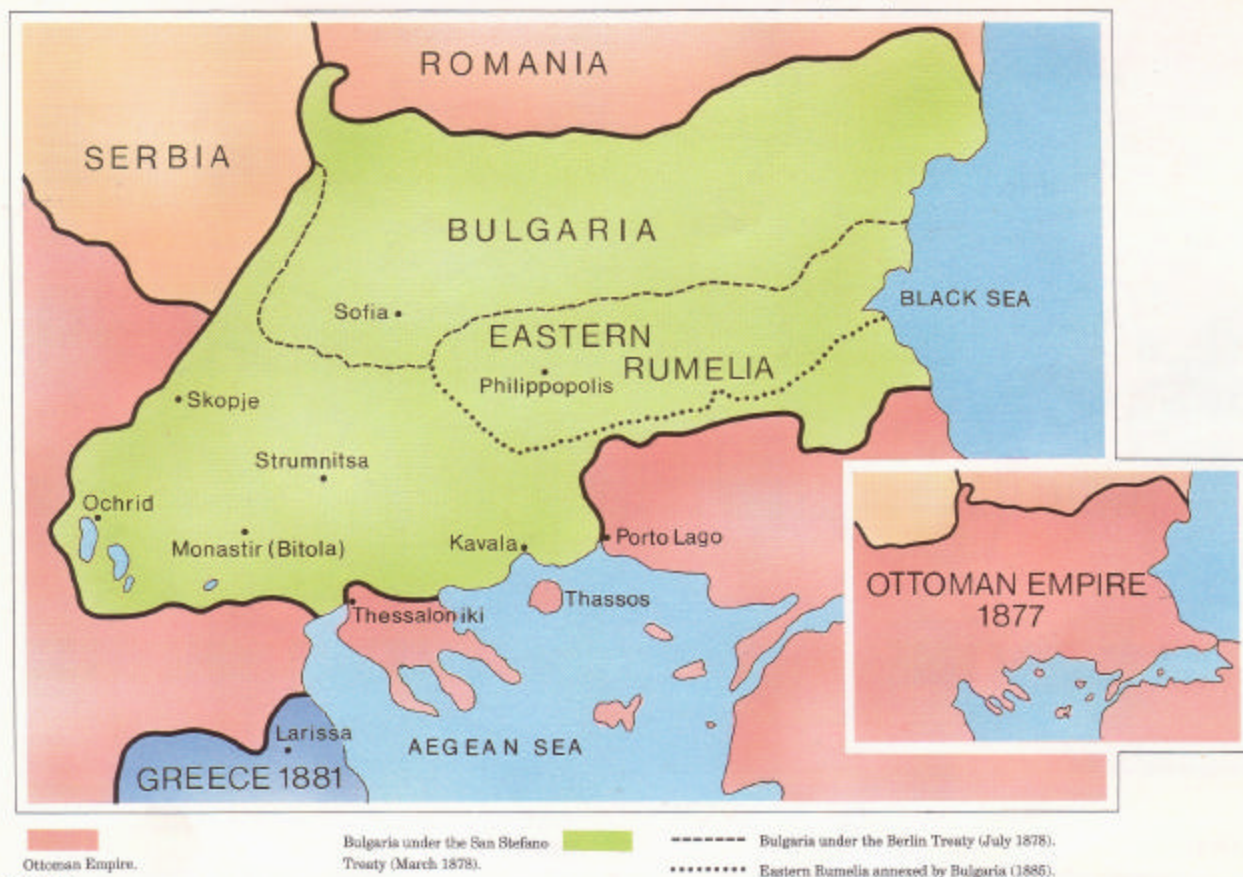 ROMANIA
SERBIA
BULGARIA
Sofia
BLACK SEA
EASTERN
RUMELIA
Philippopolis
Skopje
Strumnitsa
Ochrid
Monastir (Bitola)
Kavala
Porto Lago
Thessaloniki
Thassos
OTTOMAN EMPIRE
1877
Larissa
AEGEAN SEA
GREECE 1881
Ottoman Empire.
Bulgaria under the San Stefano
Treaty (March 1878).
Bulgaria under the Berlin Treaty (July 1878).
Eastern Rumelia annexed by Bulgaria (1885).